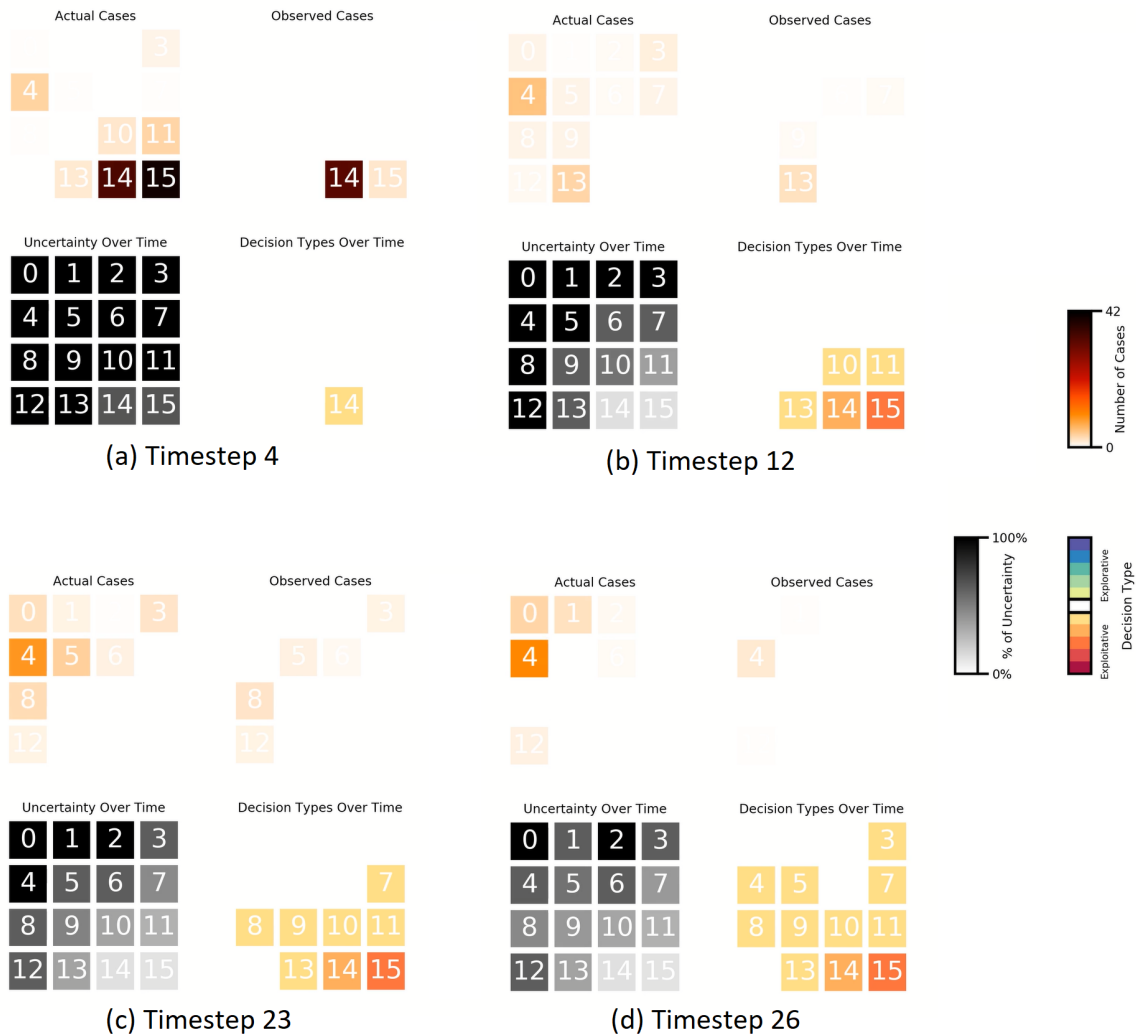 Actual Cases
3
4
10 11
13 14 15
Observed Cases
14 15
Uncertainty Over Time
0 1 2 3
4 5 6 7
8 9 10 11
12 13 14 15
Decision Types Over Time
14
(a) Timestep 4
Actual Cases
0 3
4 5 7
8 9
12 13
Observed Cases
9
13
Uncertainty Over Time
0 1 2 3
4 5 6 7
8 9 10 11
12 13 14 15
Decision Types Over Time
10 11
13 14 15
(b) Timestep 12
42
0
Number of Cases
Actual Cases
0 1 3
4 5 6
8
12
Observed Cases
3
5 6
8
12
Uncertainty Over Time
0 1 2 3
4 5 6 7
8 9 10 11
12 13 14 15
Decision Types Over Time
7
8 9 10 11
13 14 15
(c) Timestep 23
Actual Cases
0 1 2
4
12
Observed Cases
4
Uncertainty Over Time
0 1 2 3
4 5 6 7
8 9 10 11
12 13 14 15
Decision Types Over Time
3
4 5 7
8 9 10 11
13 14 15
(d) Timestep 26
100%
0%
% of Uncertainty
Explorative
Exploitative
Decision Type